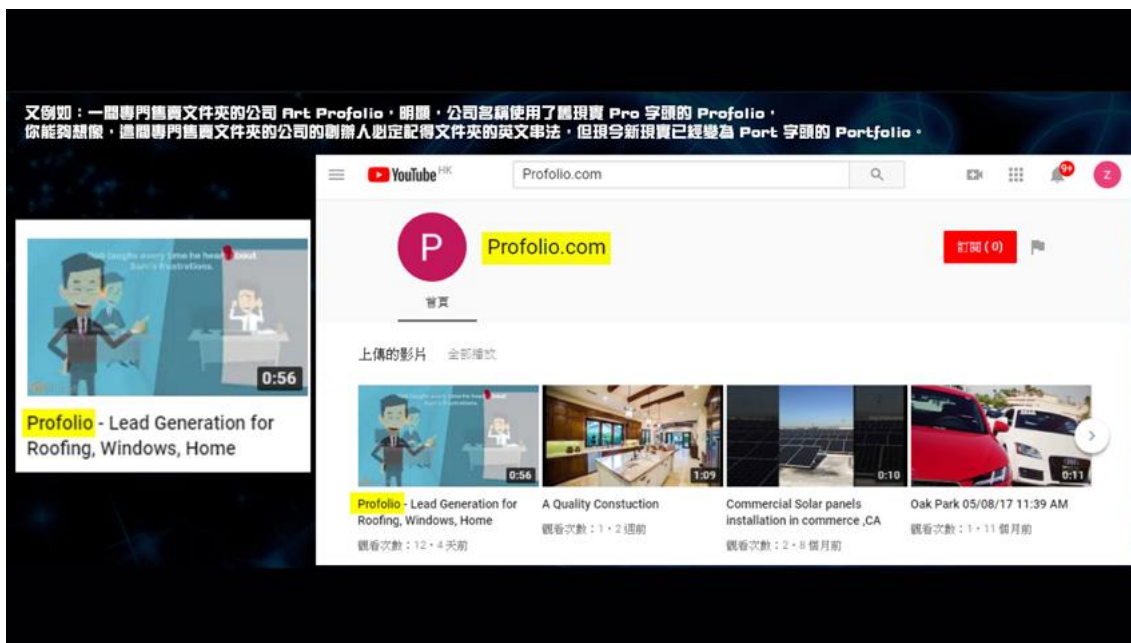 又例如：一間專門售賣文件夾的公司 Art Profolio，明顯，公司名稱使用了舊現實 Pro 字頭的 Profolio，
你能夠想像，這間專門售賣文件夾的公司的創辦人必定記得文件夾的英文串法，但現今新現實已經變為 Port 字頭的 Portfolio。
YouTube HK
Profolio.com
9+
Z
P
Profolio.com
訂閱 ( 0 )
首頁
上傳的影片 全部播放
0:56
Profolio - Lead Generation for
Roofing, Windows, Home
0:56
Profolio - Lead Generation for
Roofing, Windows, Home
觀看次數：12・4 天前
1:09
A Quality Constuction
觀看次數：1・2 週前
0:10
Commercial Solar panels
installation in commerce ,CA
觀看次數：2・8 個月前
0:11
Oak Park 05/08/17 11:39 AM
觀看次數：1・11 個月前